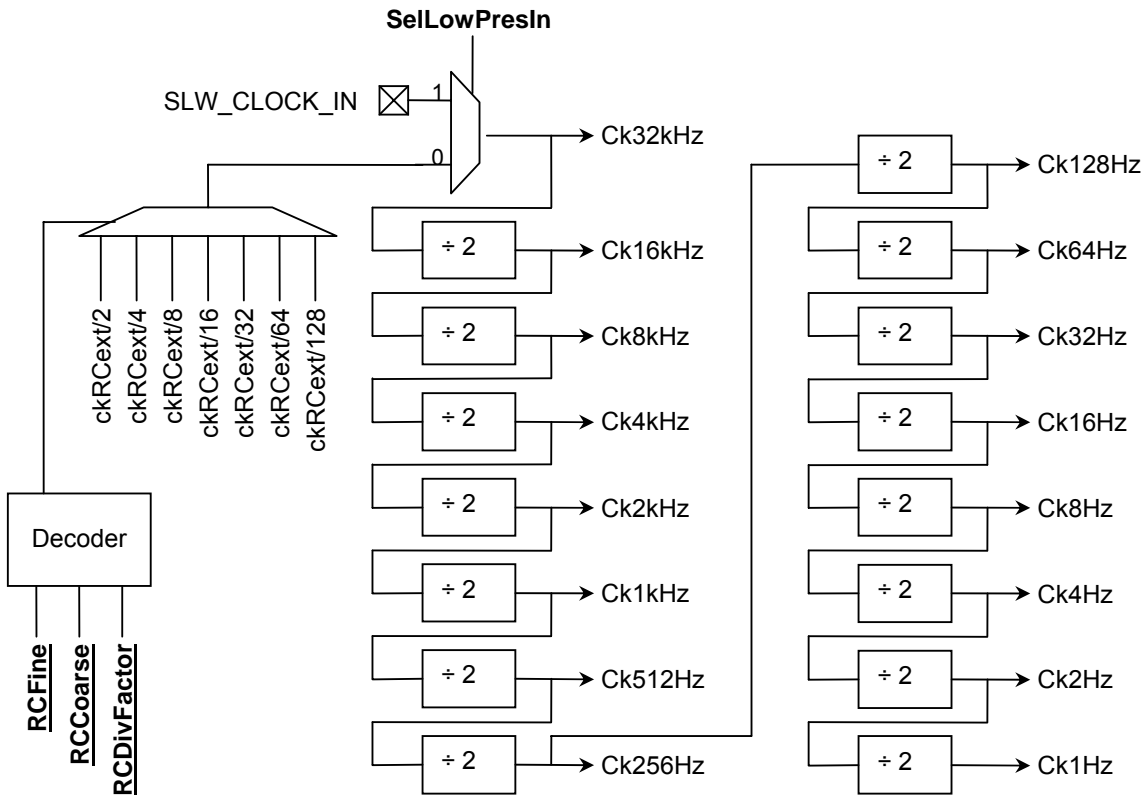 SelLowPresIn
SLW_CLOCK_IN
1
0
Ck32kHz
÷ 2
Ck16kHz
÷ 2
Ck8kHz
÷ 2
Ck4kHz
÷ 2
Ck2kHz
÷ 2
Ck1kHz
÷ 2
Ck512Hz
÷ 2
Ck256Hz
÷ 2
Ck128Hz
÷ 2
Ck64Hz
÷ 2
Ck32Hz
÷ 2
Ck16Hz
÷ 2
Ck8Hz
÷ 2
Ck4Hz
÷ 2
Ck2Hz
÷ 2
Ck1Hz
ckRCext/2
ckRCext/4
ckRCext/8
ckRCext/16
ckRCext/32
ckRCext/64
ckRCext/128
Decoder
RCFine
RCCoarse
RCDivFactor